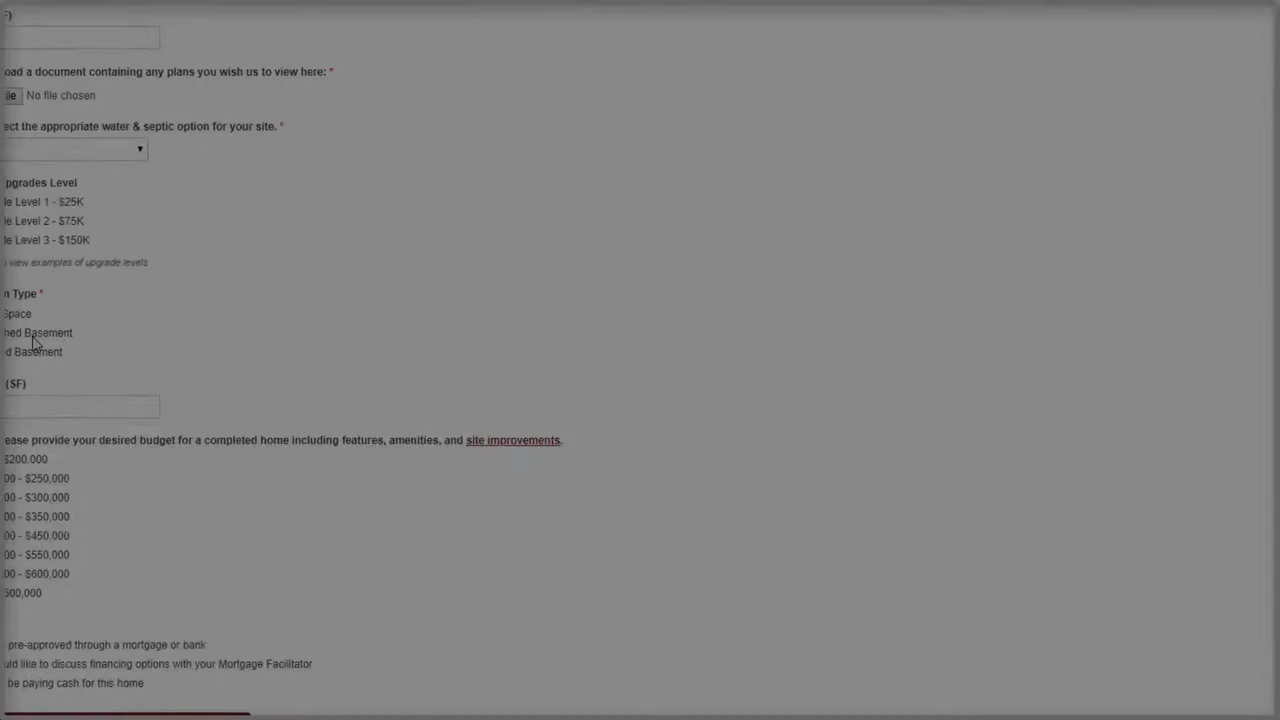 F)
oad a document containing any plans you wish us to view here: *
ile No file chosen
ect the appropriate water & septic option for your site. *
pgrades Level
le Level 1 - $25K
le Level 2 - $75K
le Level 3 - $150K
view examples of upgrade levels
n Type *
Space
hed Basement
d Basement
(SF)
ease provide your desired budget for a completed home including features, amenities, and site improvements.
$200,000
00 - $250,000
00 - $300,000
00 - $350,000
00 - $450,000
00 - $550,000
00 - $600,000
600,000
pre-approved through a mortgage or bank
uld like to discuss financing options with your Mortgage Facilitator
be paying cash for this home